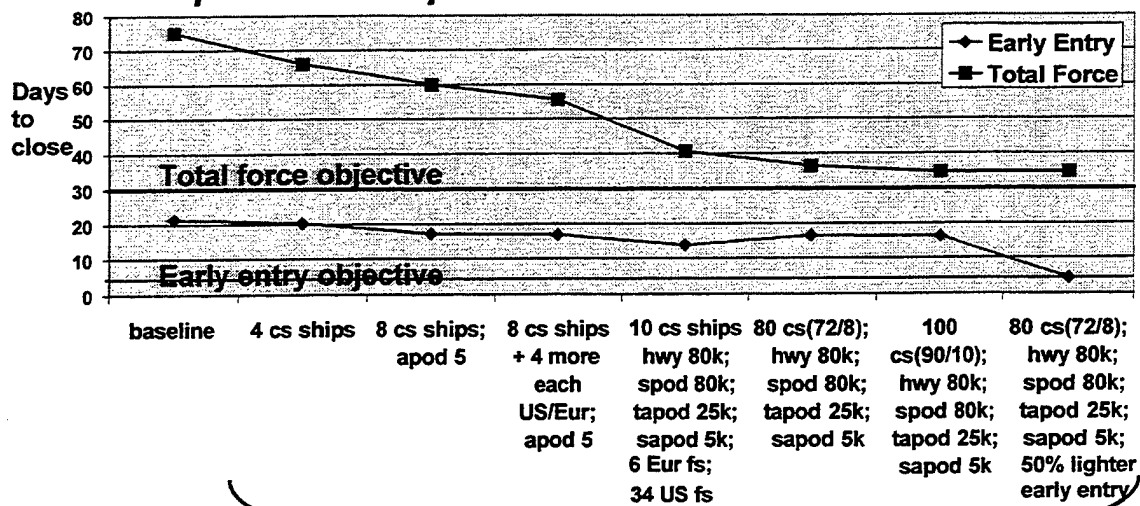 80
70
60
50
40
30
20
10
0
Days
to
close
Early Entry
Total Force
Total force objective
Early entry objective
baseline
4 cs ships
8 cs ships;
apod 5
8 cs ships
+ 4 more
each
US/Eur;
apod 5
10 cs ships
hwy 80k;
spod 80k;
tapod 25k;
sapod 5k;
6 Eur fs;
34 US fs
80 cs(72/8);
hwy 80k;
spod 80k;
tapod 25k;
sapod 5k
100
cs(90/10);
hwy 80k;
spod 80k;
tapod 25k;
sapod 5k
80 cs(72/8);
hwy 80k;
spod 80k;
tapod 25k;
sapod 5k;
50% lighter
early entry